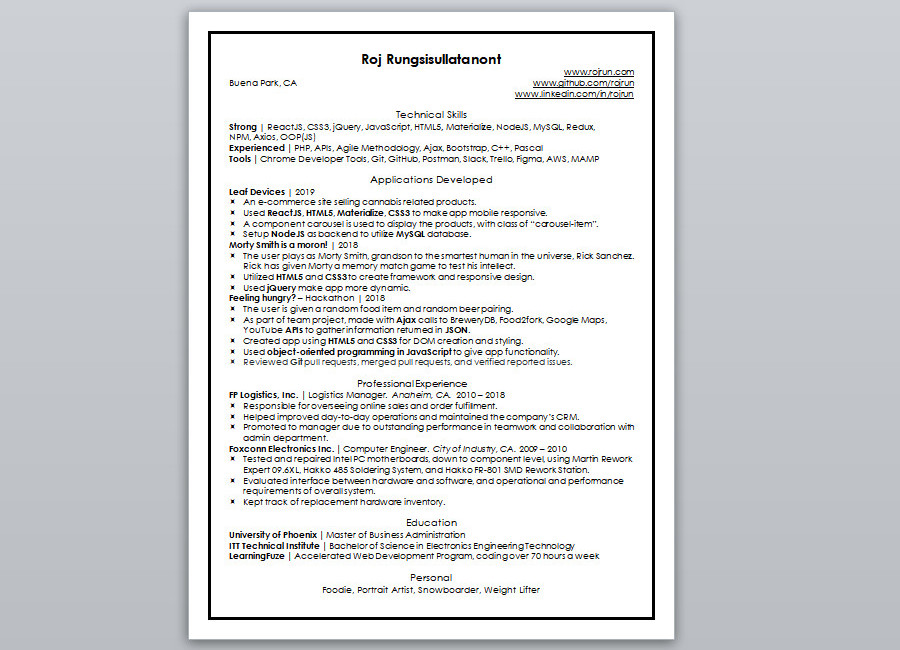 Roj Rungsisullatanont
www.rojrun.com
Buena Park, CA
www.github.com/rojrun
www.linkedin.com/in/rojrun
Technical Skills
Strong | ReactJS, CSS3, jQuery, JavaScript, HTML5, Materialize, NodeJS, MySQL, Redux,
NPM, Axios, OOP(JS)
Experienced | PHP, APIs, Agile Methodology, Ajax, Bootstrap, C++, Pascal
Tools | Chrome Developer Tools, Git, GitHub, Postman, Slack, Trello, Figma, AWS, MAMP
Applications Developed
Leaf Devices | 2019
× An e-commerce site selling cannabis related products.
× Used ReactJS, HTML5, Materialize, CSS3 to make app mobile responsive.
× A component carousel is used to display the products, with class of “carousel-item”.
× Setup NodeJS as backend to utilize MySQL database.
Morty Smith is a moron! | 2018
× The user plays as Morty Smith, grandson to the smartest human in the universe, Rick Sanchez.
Rick has given Morty a memory match game to test his intellect.
× Utilized HTML5 and CSS3 to create framework and responsive design.
× Used jQuery make app more dynamic.
Feeling hungry? – Hackathon | 2018
× The user is given a random food item and random beer pairing.
× As part of team project, made with Ajax calls to BreweryDB, Food2fork, Google Maps,
YouTube APIs to gather information returned in JSON.
× Created app using HTML5 and CSS3 for DOM creation and styling.
× Used object-oriented programming in JavaScript to give app functionality.
× Reviewed Git pull requests, merged pull requests, and verified reported issues.
Professional Experience
FP Logistics, Inc. | Logistics Manager. Anaheim, CA. 2010 – 2018
× Responsible for overseeing online sales and order fulfillment.
× Helped improved day-to-day operations and maintained the company’s CRM.
× Promoted to manager due to outstanding performance in teamwork and collaboration with
admin department.
Foxconn Electronics Inc. | Computer Engineer. City of Industry, CA. 2009 – 2010
× Tested and repaired Intel PC motherboards, down to component level, using Martin Rework
Expert 09.6XL, Hakko 485 Soldering System, and Hakko FR-801 SMD Rework Station.
× Evaluated interface between hardware and software, and operational and performance
requirements of overall system.
× Kept track of replacement hardware inventory.
Education
University of Phoenix | Master of Business Administration
ITT Technical Institute | Bachelor of Science in Electronics Engineering Technology
LearningFuze | Accelerated Web Development Program, coding over 70 hours a week
Personal
Foodie, Portrait Artist, Snowboarder, Weight Lifter